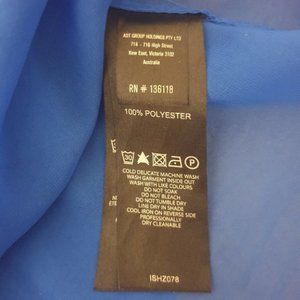 AST GROUP HOLDINGS PTY LTD
714 - 716 High Street
Kew East, Victoria 3102
Australia
RN # 136118
100% POLYESTER
30
COLD DELICATE MACHINE WASH
WASH GARMENT INSIDE OUT
WASH WITH LIKE COLOURS
DO NOT SOAK
DO NOT BLEACH
DO NOT TUMBLE DRY
LINE DRY IN SHADE
COOL IRON ON REVERSE SIDE
PROFESSIONALLY
DRY CLEANABLE
ISHZ078